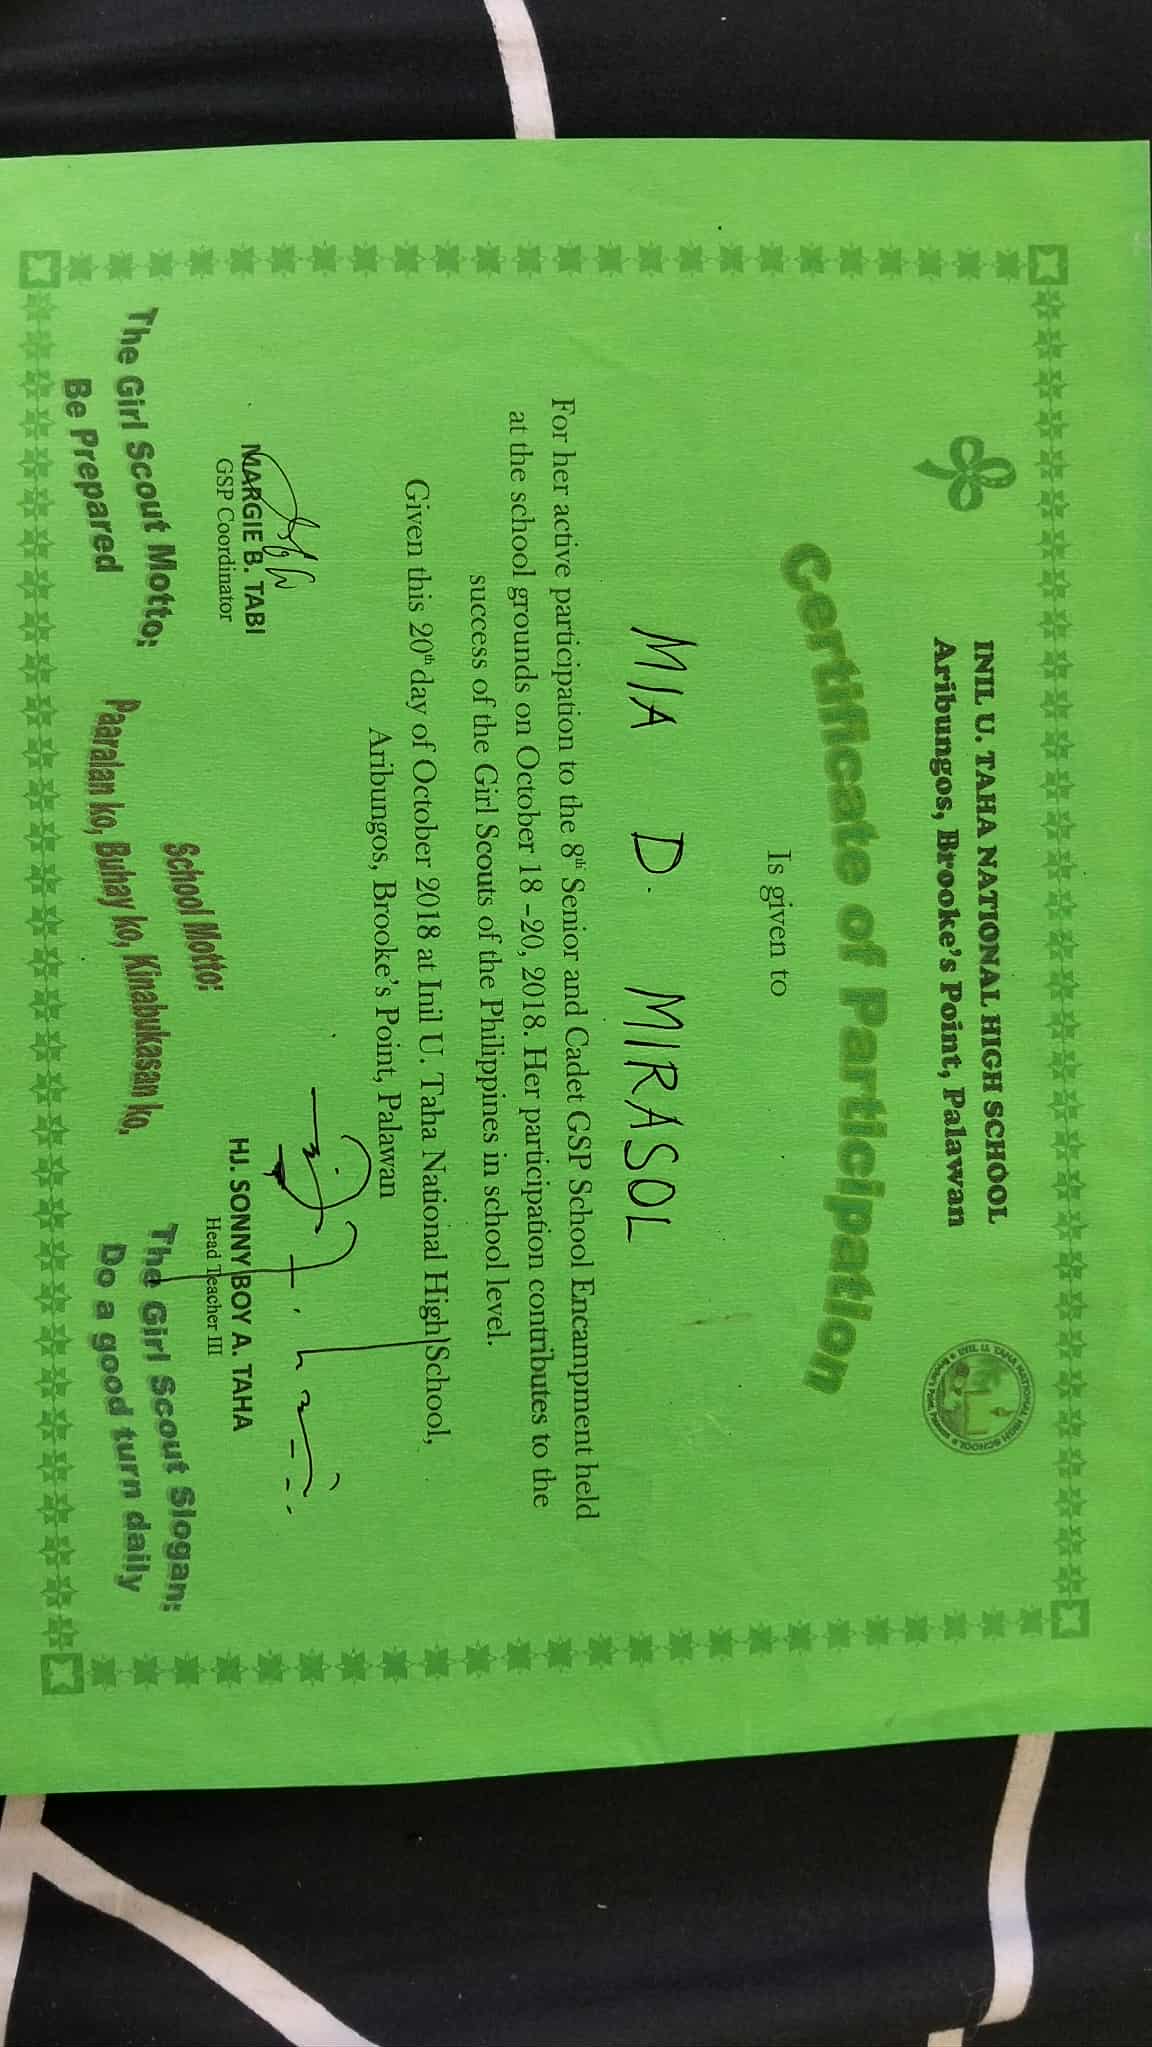 INIL U. TAHA NATIONAL HIGH SCHOOL
Aribungos, Brooke's Point, Palawan
INIL U. TAHA NATIONAL HIGH SCHOOL
Brooke's Point, Palawan
Certificate of Participation
Is given to
MIA D. MIRASOL
For her active participation to the 8th Senior and Cadet GSP School Encampment held
at the school grounds on October 18 –20, 2018. Her participation contributes to the
success of the Girl Scouts of the Philippines in school level.
Given this 20th day of October 2018 at Inil U. Taha National High School,
Aribungos, Brooke's Point, Palawan
MARGIE B. TABI
GSP Coordinator
HJ. SONNY BOY A. TAHA
Head Teacher III
The Girl Scout Motto:
Be Prepared
School Motto:
Paaralan ko, Buhay ko, Kinabukasan ko.
The Girl Scout Slogan:
Do a good turn daily